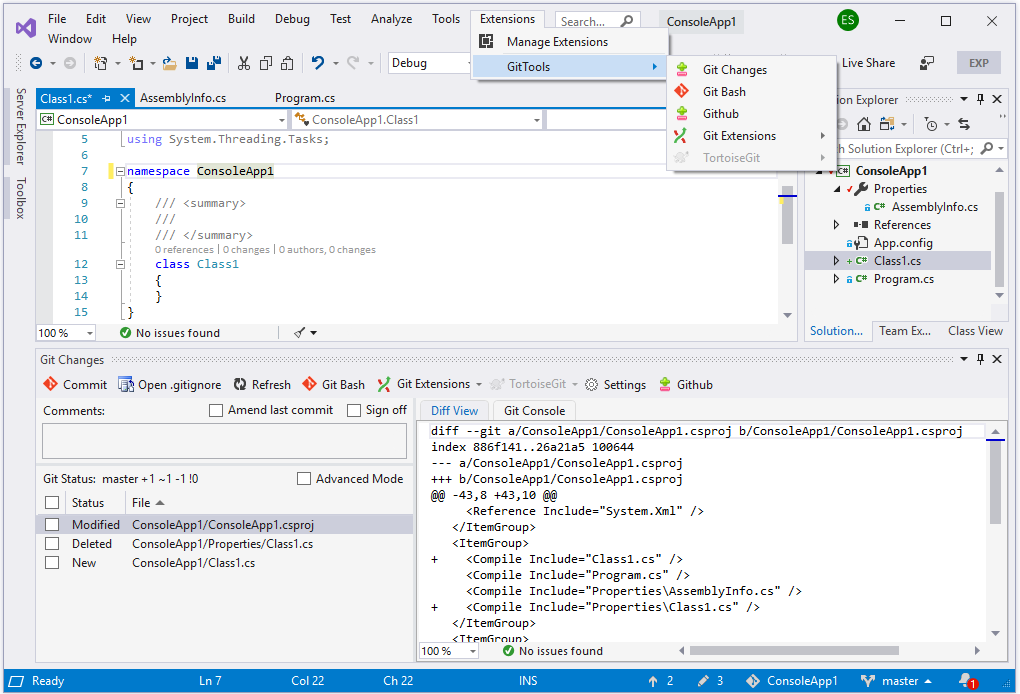 File Edit View Project Build Debug Test Analyze Tools Extensions Search... ConsoleApp1 ES
Window Help
Manage Extensions
GitTools
Debug
Live Share
EXP
Git Changes
Git Bash
Github
Git Extensions
TortoiseGit
Server Explorer
Toolbox
Class1.cs* AssemblyInfo.cs Program.cs
C# ConsoleApp1 ConsoleApp1.Class1
5 using System.Threading.Tasks;
6
7 namespace ConsoleApp1
8 {
9 /// <summary>
10 ///
11 /// </summary>
0 references | 0 changes | 0 authors, 0 changes
12 class Class1
13 {
14 }
15 }
100 % No issues found
ion Explorer
h Solution Explorer (Ctrl+;
C# ConsoleApp1
Properties
C# AssemblyInfo.cs
References
App.config
+ C# Class1.cs
C# Program.cs
Solution... Team Ex... Class View
Git Changes
Commit Open .gitignore Refresh Git Bash Git Extensions TortoiseGit Settings Github
Comments: Amend last commit Sign off
Git Status: master +1 ~1 -1 !0 Advanced Mode
Status File
Modified ConsoleApp1/ConsoleApp1.csproj
Deleted ConsoleApp1/Properties/Class1.cs
New ConsoleApp1/Class1.cs
Diff View Git Console
diff --git a/ConsoleApp1/ConsoleApp1.csproj b/ConsoleApp1/ConsoleApp1.csproj
index 886f141..26a21a5 100644
--- a/ConsoleApp1/ConsoleApp1.csproj
+++ b/ConsoleApp1/ConsoleApp1.csproj
@@ -43,8 +43,10 @@
<Reference Include="System.Xml" />
</ItemGroup>
<ItemGroup>
+ <Compile Include="Class1.cs" />
<Compile Include="Program.cs" />
<Compile Include="Properties\AssemblyInfo.cs" />
+ <Compile Include="Properties\Class1.cs" />
</ItemGroup>
<ItemGroup>
100 % No issues found
Ready Ln 7 Col 22 Ch 22 INS 2 3 ConsoleApp1 master 1